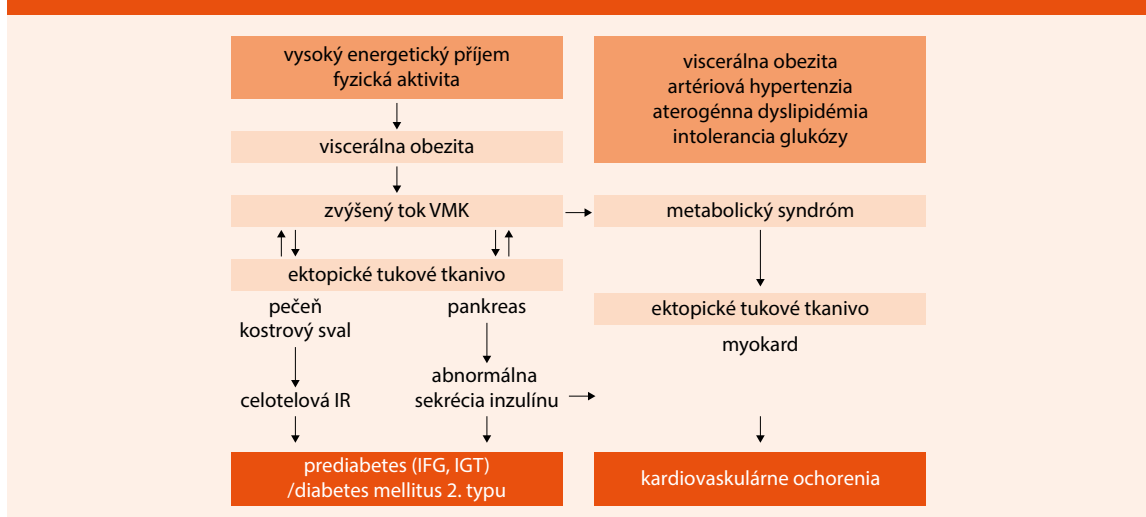 vysoký energetický příjem
fyzická aktivita
viscerálna obezita
artériová hypertenzia
aterogénna dyslipidémia
intolerancia glukózy
viscerálna obezita
zvýšený tok VMK
metabolický syndróm
ektopické tukové tkanivo
pečeň
kostrový sval
pankreas
ektopické tukové tkanivo
myokard
celotelová IR
abnormálna
sekrécia inzulínu
prediabetes (IFG, IGT)
/diabetes mellitus 2. typu
kardiovaskulárne ochorenia